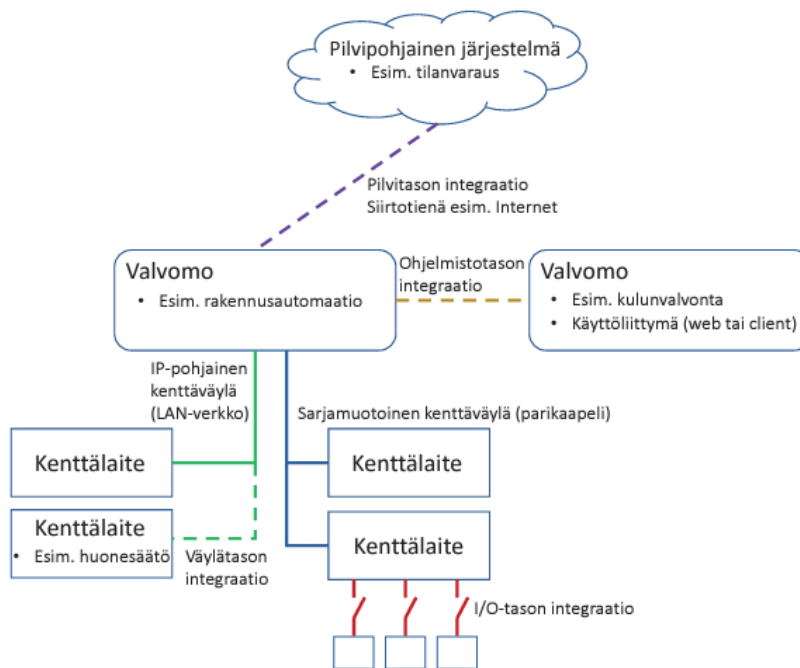 Pilvipohjainen järjestelmä
• Esim. tilanvaraus
Pilvitason integraatio
Siirtotienä esim. Internet
Valvomo
• Esim. rakennusautomaatio
Ohjelmistotason
integraatio
Valvomo
• Esim. kulunvalvonta
• Käyttöliittymä (web tai client)
IP-pohjainen
kenttäväylä
(LAN-verkko)
Sarjamuotoinen kenttäväylä (parikaapeli)
Kenttälaite
Kenttälaite
Kenttälaite
• Esim. huonesäätö
Väylätason
integraatio
Kenttälaite
I/O-tason integraatio